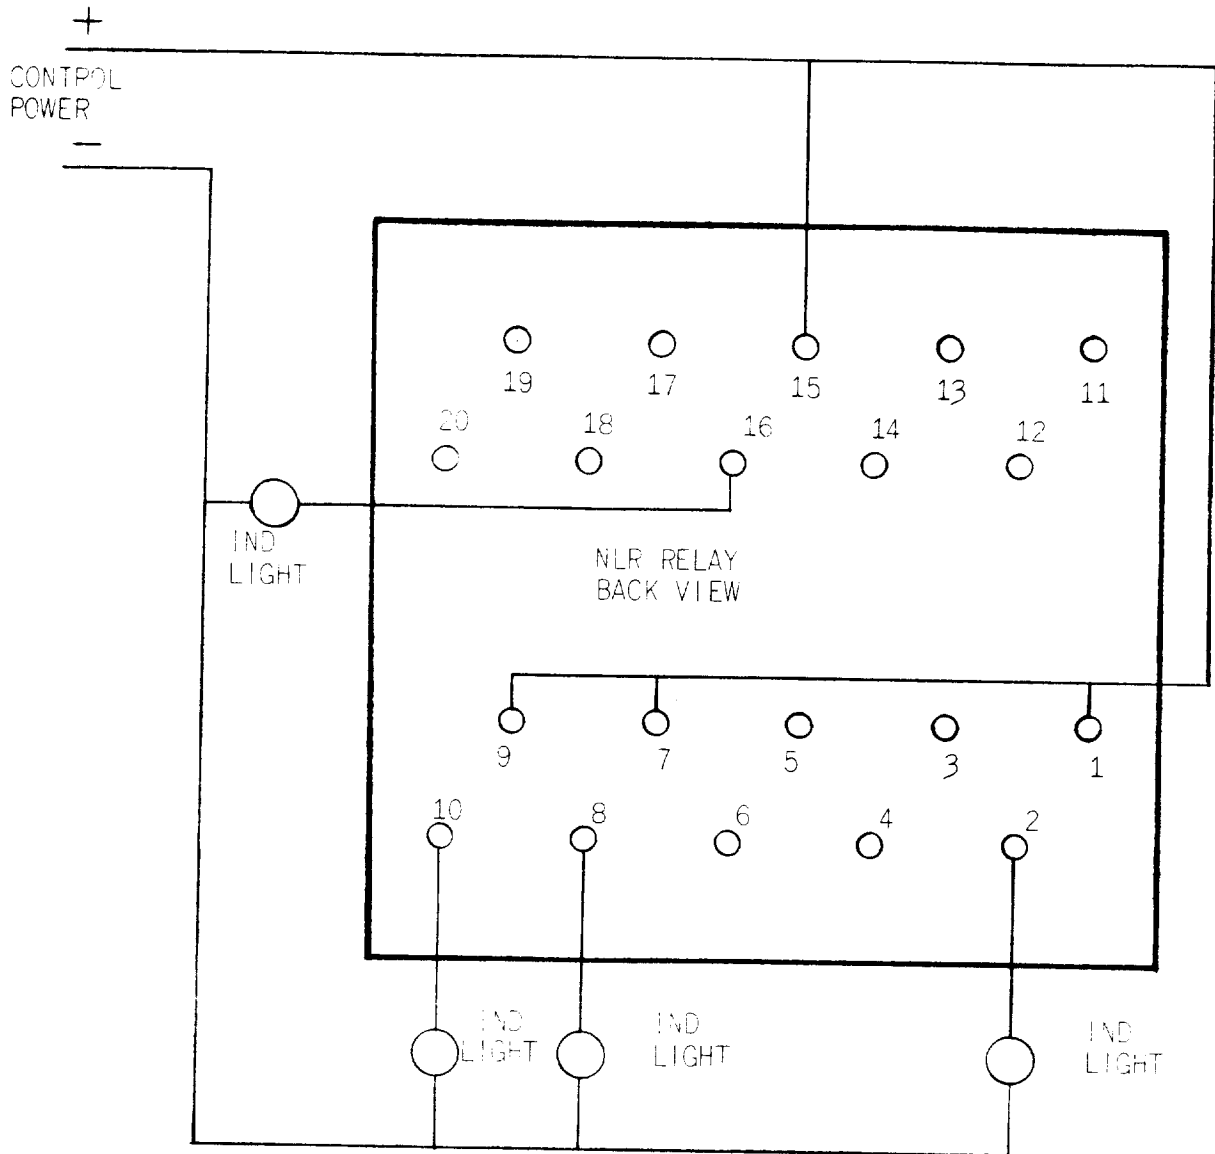 +
CONTROL
POWER
−
19 17 15 13 11
20 18 16 14 12
IND
LIGHT
NLR RELAY
BACK VIEW
9 7 5 3 1
10 8 6 4 2
IND
LIGHT
IND
LIGHT
IND
LIGHT